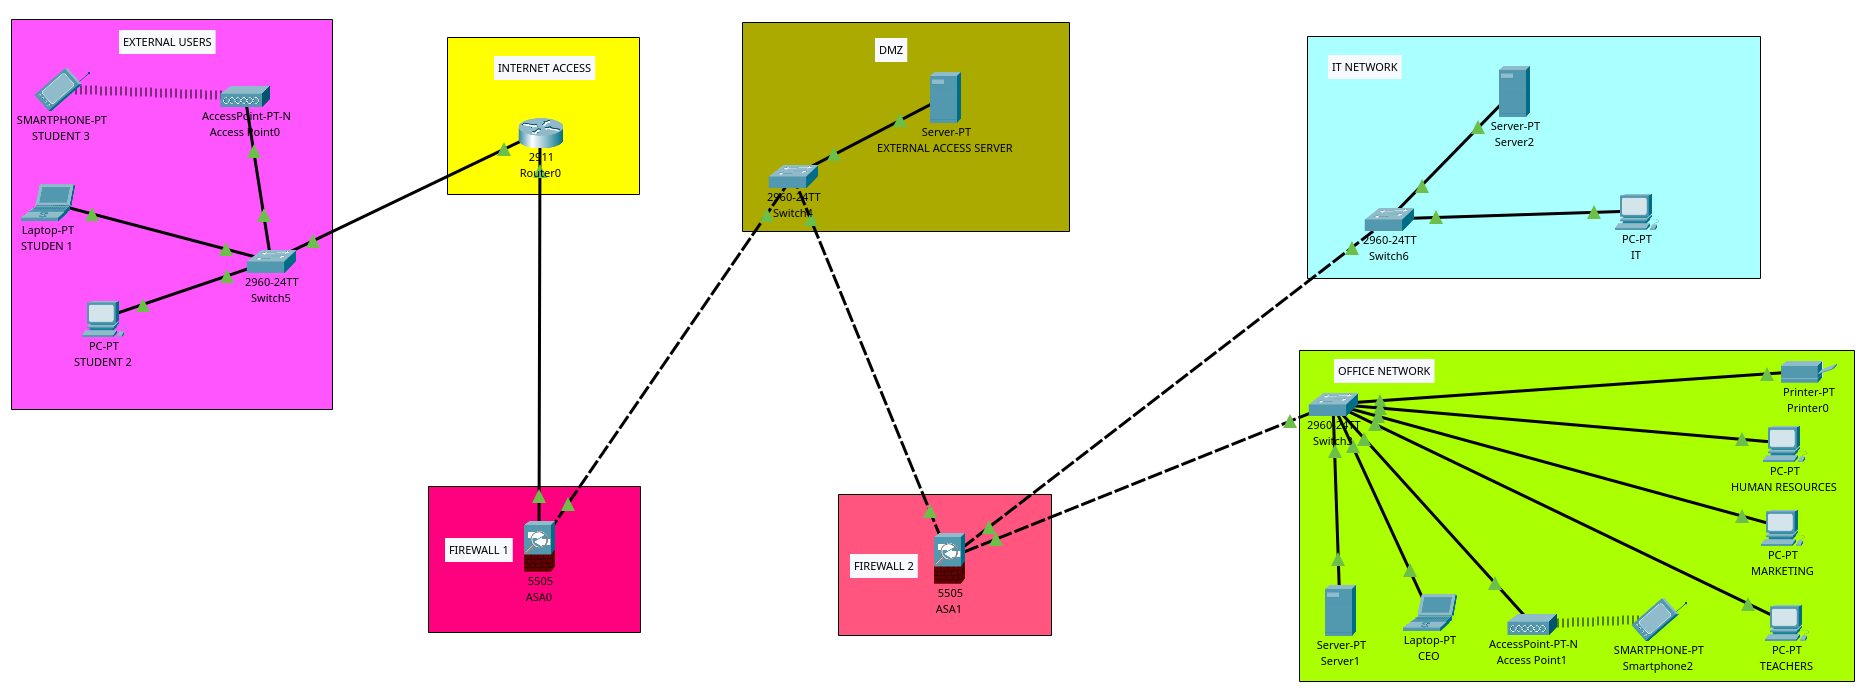 EXTERNAL USERS
SMARTPHONE-PT
STUDENT 3
AccessPoint-PT-N
Access Point0
Laptop-PT
STUDEN 1
2960-24TT
Switch5
PC-PT
STUDENT 2
INTERNET ACCESS
2911
Router0
DMZ
Server-PT
EXTERNAL ACCESS SERVER
2960-24TT
Switch4
IT NETWORK
Server-PT
Server2
2960-24TT
Switch6
PC-PT
IT
FIREWALL 1
5505
ASA0
FIREWALL 2
5505
ASA1
OFFICE NETWORK
2960-24TT
Switch3
Printer-PT
Printer0
PC-PT
HUMAN RESOURCES
PC-PT
MARKETING
Server-PT
Server1
Laptop-PT
CEO
AccessPoint-PT-N
Access Point1
SMARTPHONE-PT
Smartphone2
PC-PT
TEACHERS